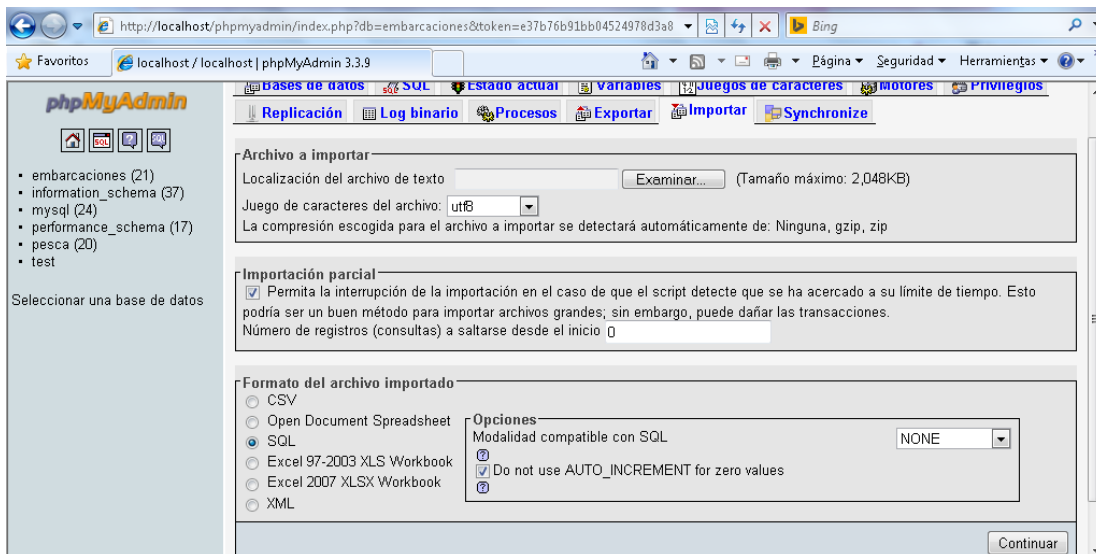 http://localhost/phpmyadmin/index.php?db=embarcaciones&token=e37b76b91bb04524978d3a8
Bing
Favoritos
localhost / localhost | phpMyAdmin 3.3.9
Página
Seguridad
Herramientas
phpMyAdmin
SQL
embarcaciones (21)
information_schema (37)
mysql (24)
performance_schema (17)
pesca (20)
test
Seleccionar una base de datos
Bases de datos SQL Estado actual Variables Juegos de caracteres Motores Privilegios
Replicación Log binario Procesos Exportar Importar Synchronize
Archivo a importar
Localización del archivo de texto Examinar... (Tamaño máximo: 2,048KB)
Juego de caracteres del archivo: utf8
La compresión escogida para el archivo a importar se detectará automáticamente de: Ninguna, gzip, zip
Importación parcial
Permita la interrupción de la importación en el caso de que el script detecte que se ha acercado a su límite de tiempo. Esto
podría ser un buen método para importar archivos grandes; sin embargo, puede dañar las transacciones.
Número de registros (consultas) a saltarse desde el inicio 0
Formato del archivo importado
CSV
Open Document Spreadsheet
SQL
Excel 97-2003 XLS Workbook
Excel 2007 XLSX Workbook
XML
Opciones
Modalidad compatible con SQL NONE
Do not use AUTO_INCREMENT for zero values
Continuar